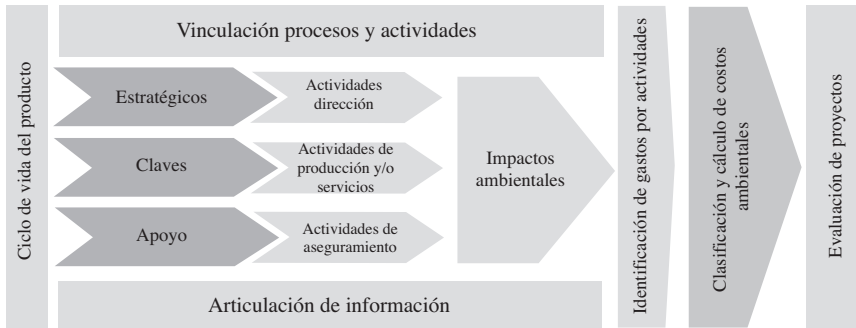 Ciclo de vida del producto
Vinculación procesos y actividades
Estratégicos
Actividades
dirección
Claves
Actividades de
producción y/o
servicios
Apoyo
Actividades de
aseguramiento
Impactos
ambientales
Articulación de información
Identificación de gastos por actividades
Clasificación y cálculo de costos
ambientales
Evaluación de proyectos